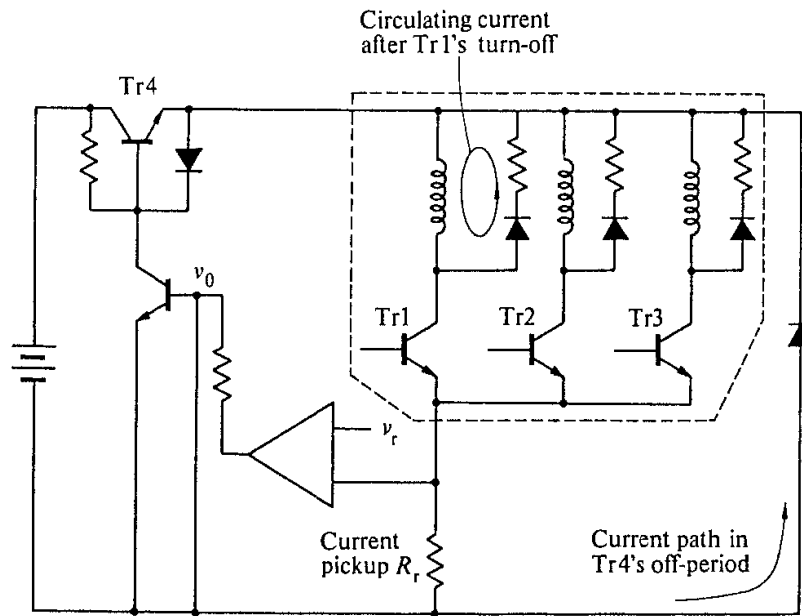 Circulating current
after Tr1's turn-off
Tr4
v0
Tr1
Tr2
Tr3
vr
Current
pickup Rr
Current path in
Tr4's off-period